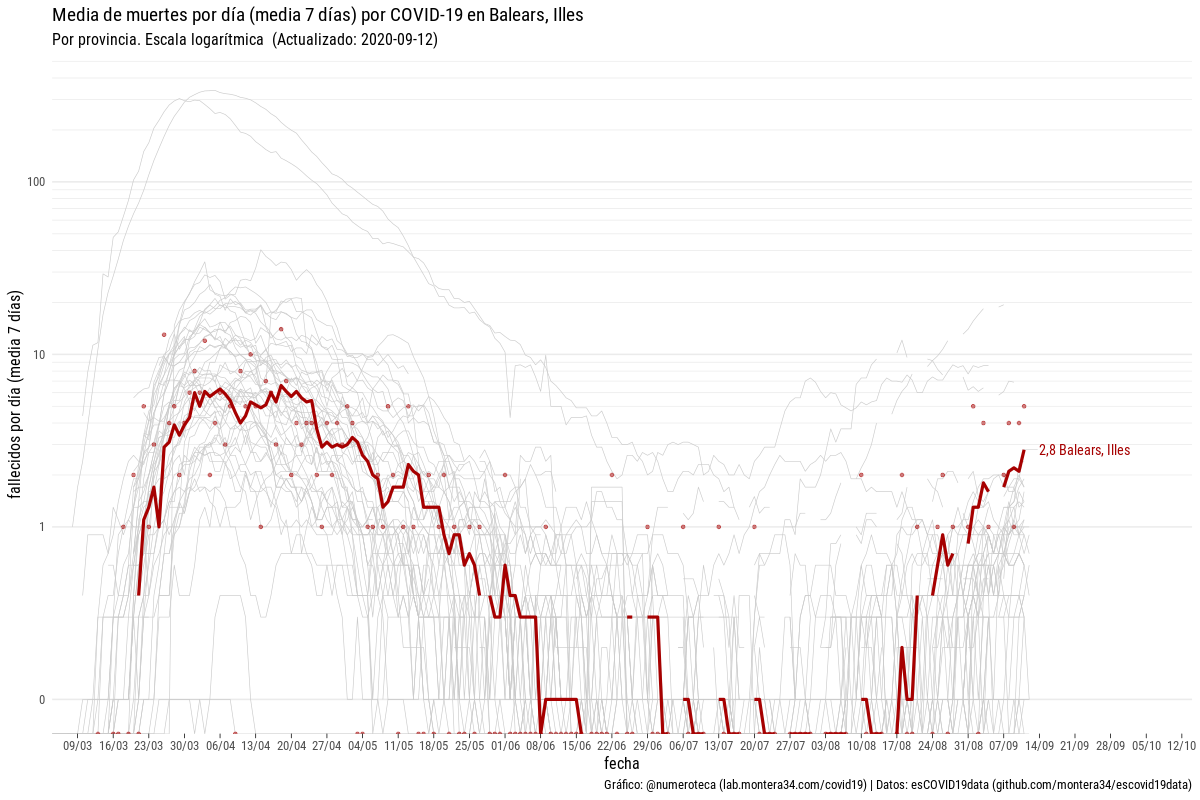 Media de muertes por día (media 7 días) por COVID-19 en Balears, Illes
Por provincia. Escala logarítmica (Actualizado: 2020-09-12)
fallecidos por día (media 7 días)
100
10
1
0
2,8 Balears, Illes
09/03 16/03 23/03 30/03 06/04 13/04 20/04 27/04 04/05 11/05 18/05 25/05 01/06 08/06 15/06 22/06 29/06 06/07 13/07 20/07 27/07 03/08 10/08 17/08 24/08 31/08 07/09 14/09 21/09 28/09 05/10 12/10
fecha
Gráfico: @numeroteca (lab.montera34.com/covid19) | Datos: esCOVID19data (github.com/montera34/escovid19data)